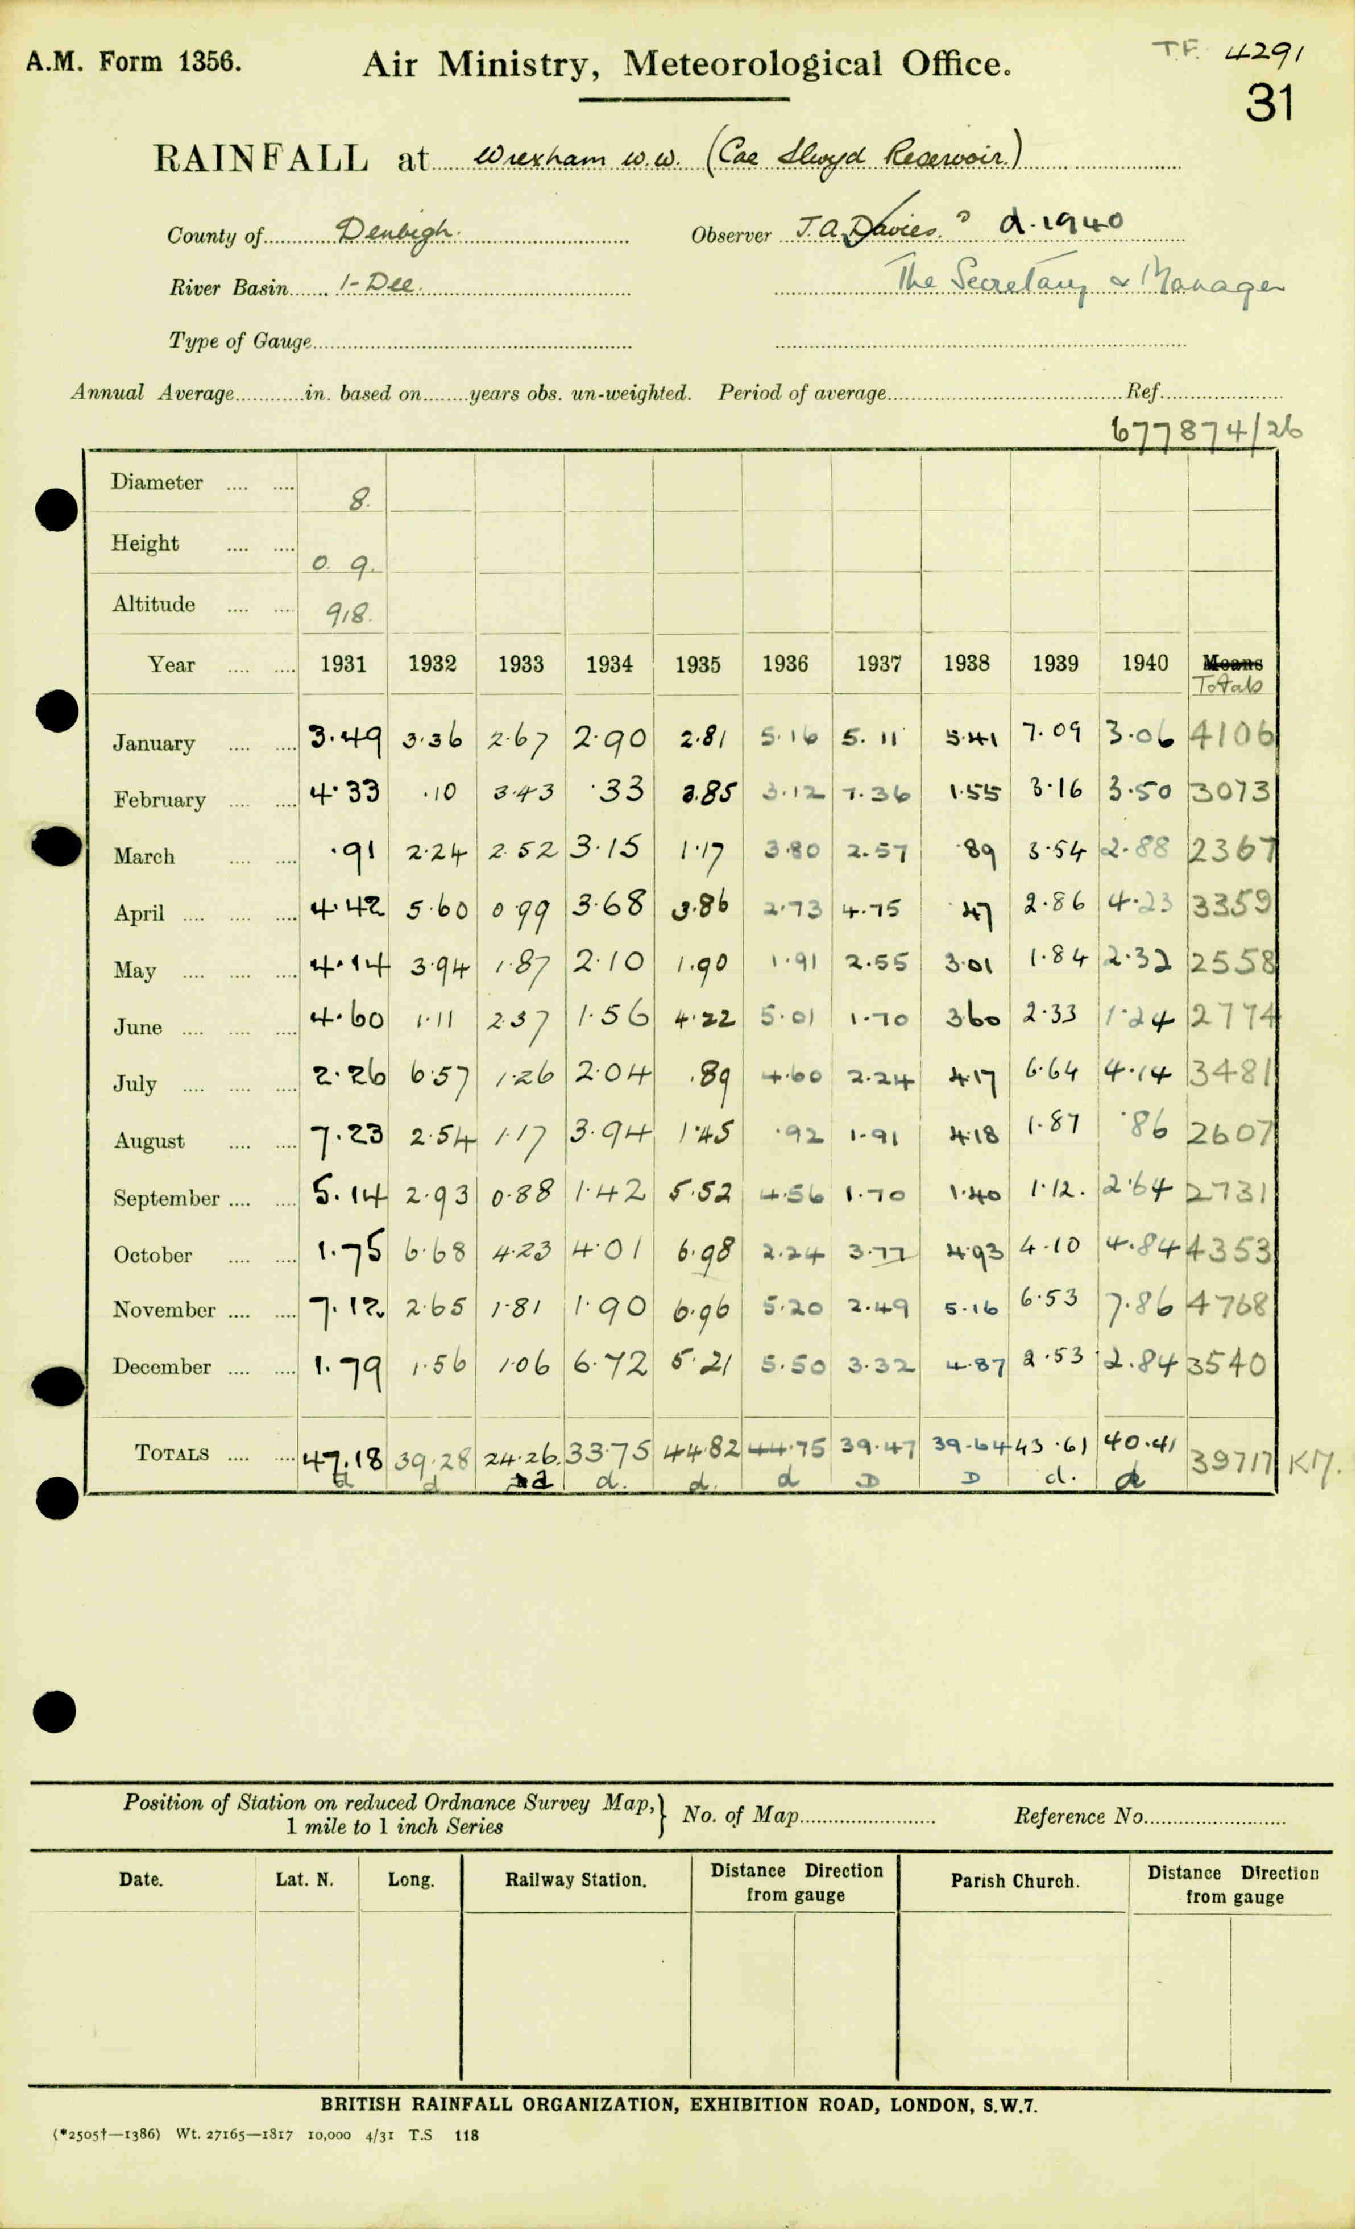 A.M. Form 1356.
Air Ministry, Meteorological Office.
T.F. 4291
31
RAINFALL at Wrexham W.W. (Cae Llwyd Reservoir)
County of Denbigh. Observer J.A. Davies. d. 1940
River Basin 1-Dee. The Secretary & Manager
Type of Gauge
Annual Average in. based on years obs. un-weighted. Period of average Ref.
677874/26
Diameter 8.
Height 0. 9.
Altitude 918.
Year 1931 1932 1933 1934 1935 1936 1937 1938 1939 1940 Means
Totals
January 3.49 3.36 2.67 2.90 2.81 5.16 5.11 5.41 7.09 3.06 4106
February 4.33 .10 3.43 .33 3.85 3.12 7.36 1.55 3.16 3.50 3073
March .91 2.24 2.52 3.15 1.17 3.80 2.57 .89 3.54 2.88 2367
April 4.42 5.60 0.99 3.68 3.86 2.73 4.75 .47 2.86 4.23 3359
May 4.14 3.94 1.87 2.10 1.90 1.91 2.55 3.01 1.84 2.32 2558
June 4.60 1.11 2.37 1.56 4.22 5.01 1.70 3.60 2.33 1.24 2774
July 2.26 6.57 1.26 2.04 .89 4.60 2.24 4.17 6.64 4.14 3481
August 7.23 2.54 1.17 3.94 1.45 .92 1.91 4.18 1.87 .86 2607
September 5.14 2.93 0.88 1.42 5.52 4.56 1.70 1.40 1.12. 2.64 2731
October 1.75 6.68 4.23 4.01 6.98 2.24 3.77 4.93 4.10 4.84 4353
November 7.12 2.65 1.81 1.90 6.96 5.20 2.49 5.16 6.53 7.86 4768
December 1.79 1.56 1.06 6.72 5.21 5.50 3.32 4.87 2.53 2.84 3540
TOTALS 47.18 39.28 24.26 33.75 44.82 44.75 39.47 39.64 43.61 40.41 39717 KM.
d d d d. d. d D D d. d
Position of Station on reduced Ordnance Survey Map,} No. of Map Reference No.
1 mile to 1 inch Series
Date. Lat. N. Long. Railway Station. Distance Direction Parish Church. Distance Direction
from gauge from gauge
BRITISH RAINFALL ORGANIZATION, EXHIBITION ROAD, LONDON, S.W.7.
(*2505†—1386) Wt. 27165—1817 10,000 4/31 T.S 118